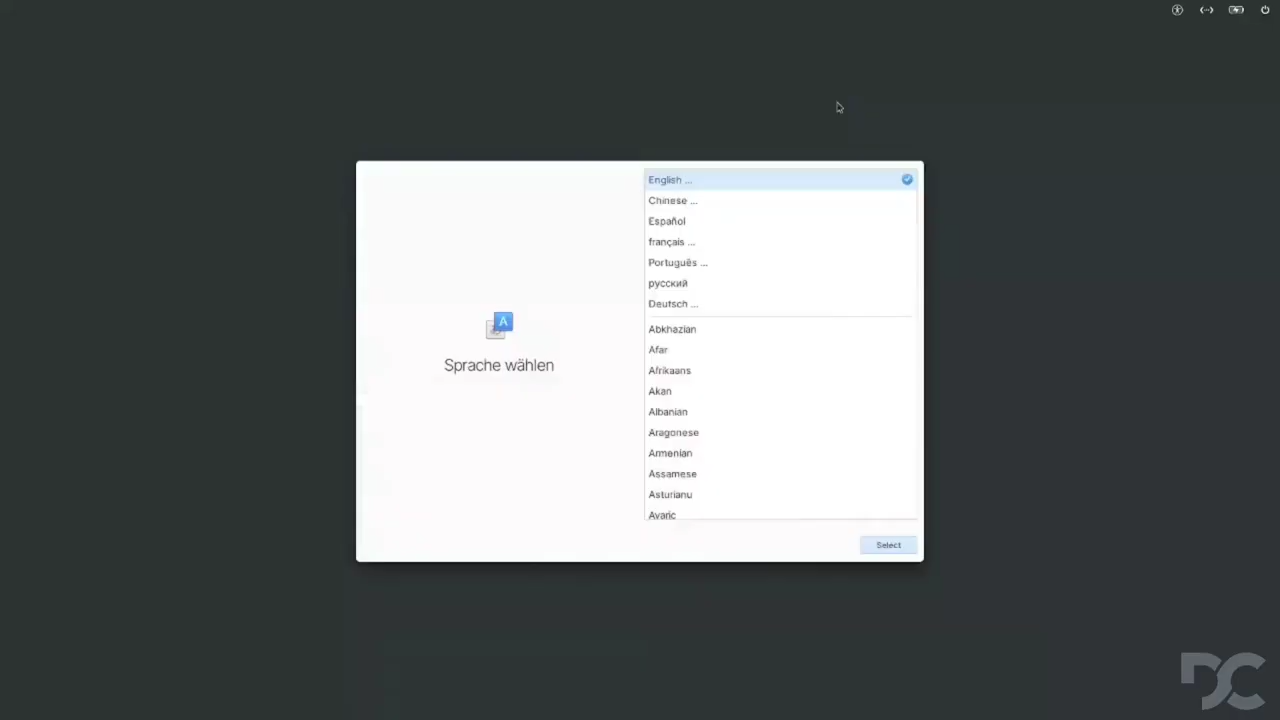 English ...
Chinese ...
Español
français ...
Português ...
русский
Deutsch ...
Abkhazian
Afar
Afrikaans
Akan
Albanian
Aragonese
Armenian
Assamese
Asturianu
Avaric
A
Sprache wählen
Select
DC